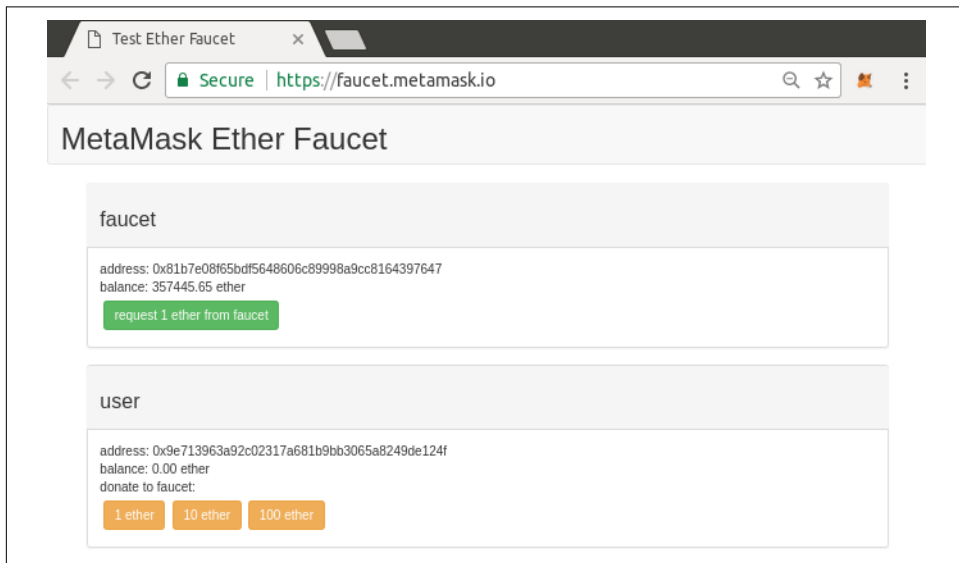 Test Ether Faucet
Secure | https://faucet.metamask.io
MetaMask Ether Faucet
faucet
address: 0x81b7e08f65bdf5648606c89998a9cc8164397647
balance: 357445.65 ether
request 1 ether from faucet
user
address: 0x9e713963a92c02317a681b9bb3065a8249de124f
balance: 0.00 ether
donate to faucet:
1 ether 10 ether 100 ether